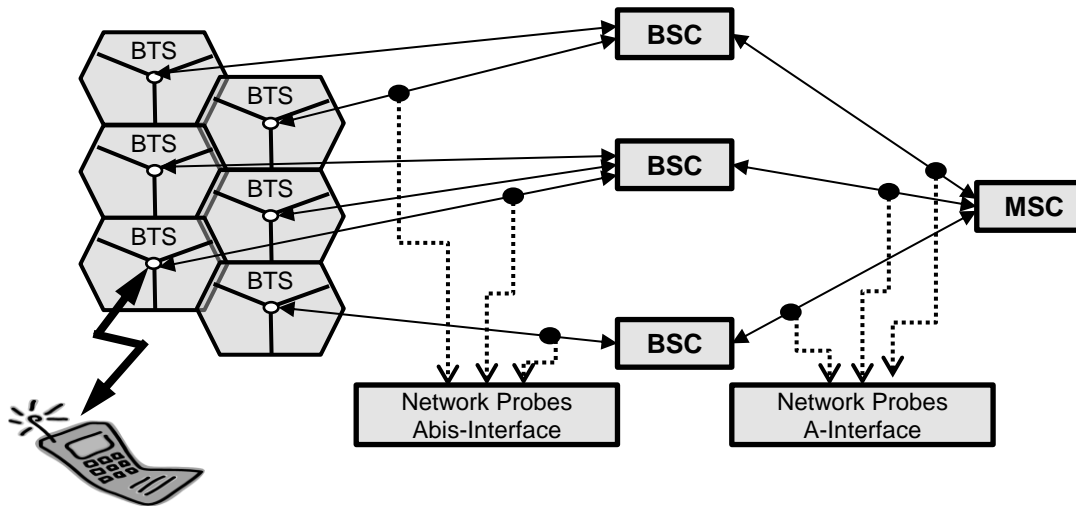 BSC
BTS
BTS
BTS
BSC
BTS
MSC
BTS
BTS
BSC
Network Probes
Abis-Interface
Network Probes
A-Interface